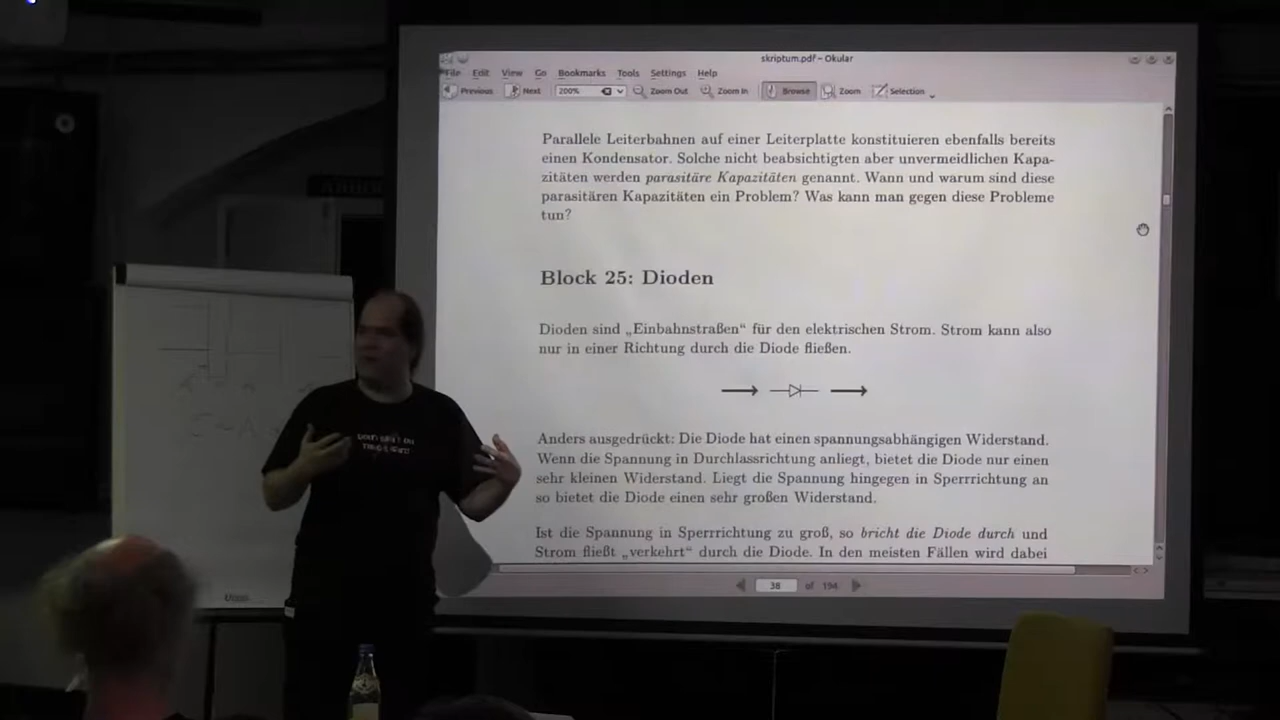 skriptum.pdf – Okular
File Edit View Go Bookmarks Tools Settings Help
Previous Next 200% Zoom Out Zoom In Browse Zoom Selection
Parallele Leiterbahnen auf einer Leiterplatte konstituieren ebenfalls bereits
einen Kondensator. Solche nicht beabsichtigten aber unvermeidlichen Kapa-
zitäten werden parasitäre Kapazitäten genannt. Wann und warum sind diese
parasitären Kapazitäten ein Problem? Was kann man gegen diese Probleme
tun?
Block 25: Dioden
Dioden sind „Einbahnstraßen“ für den elektrischen Strom. Strom kann also
nur in einer Richtung durch die Diode fließen.
Anders ausgedrückt: Die Diode hat einen spannungsabhängigen Widerstand.
Wenn die Spannung in Durchlassrichtung anliegt, bietet die Diode nur einen
sehr kleinen Widerstand. Liegt die Spannung hingegen in Sperrrichtung an
so bietet die Diode einen sehr großen Widerstand.
Ist die Spannung in Sperrrichtung zu groß, so bricht die Diode durch und
Strom fließt „verkehrt“ durch die Diode. In den meisten Fällen wird dabei
38 of 194